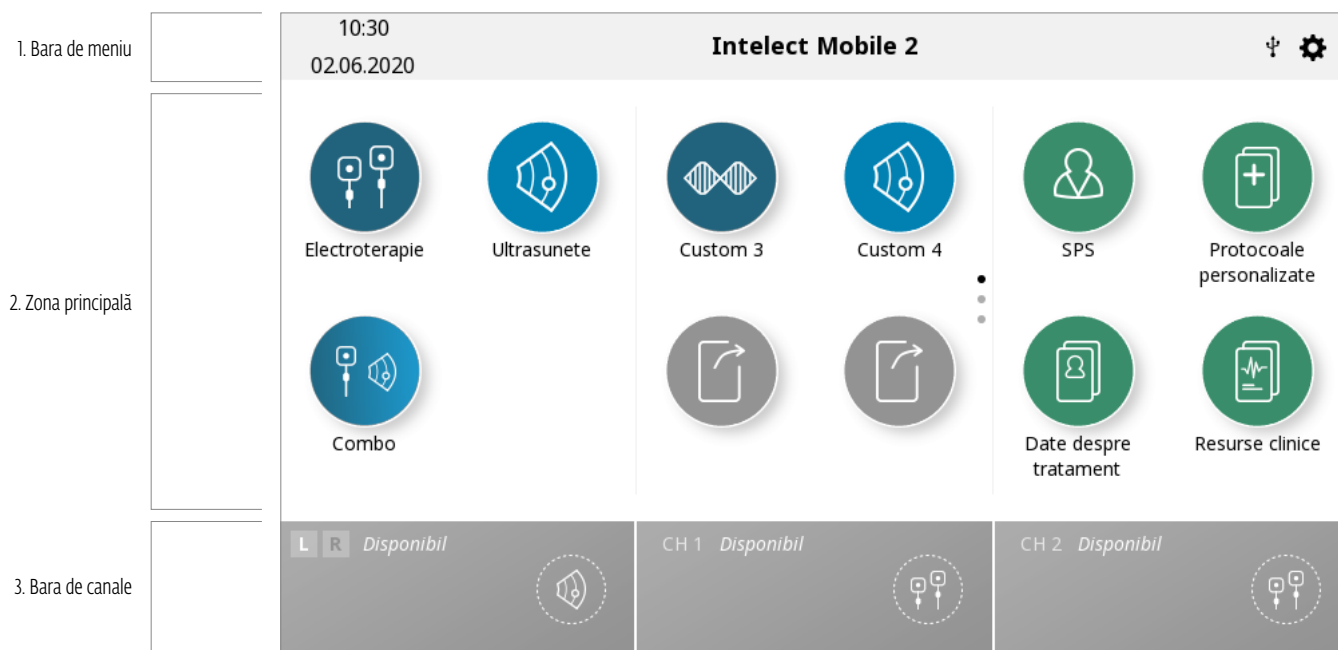 1. Bara de meniu
10:30
02.06.2020
Intelect Mobile 2
2. Zona principală
Electroterapie
Ultrasunete
Custom 3
Custom 4
SPS
Protocoale
personalizate
Combo
Date despre
tratament
Resurse clinice
3. Bara de canale
L R Disponibil
CH 1 Disponibil
CH 2 Disponibil